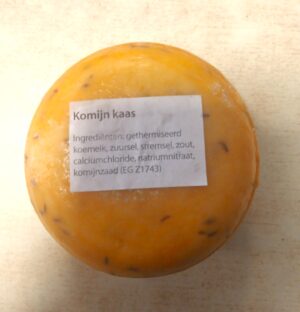 Komijn kaas
Ingrediënten: gethermiseerd
koemelk, zuursel, stremsel, zout,
calciumchloride, natriumnitraat,
komijnzaad (EG Z1743)